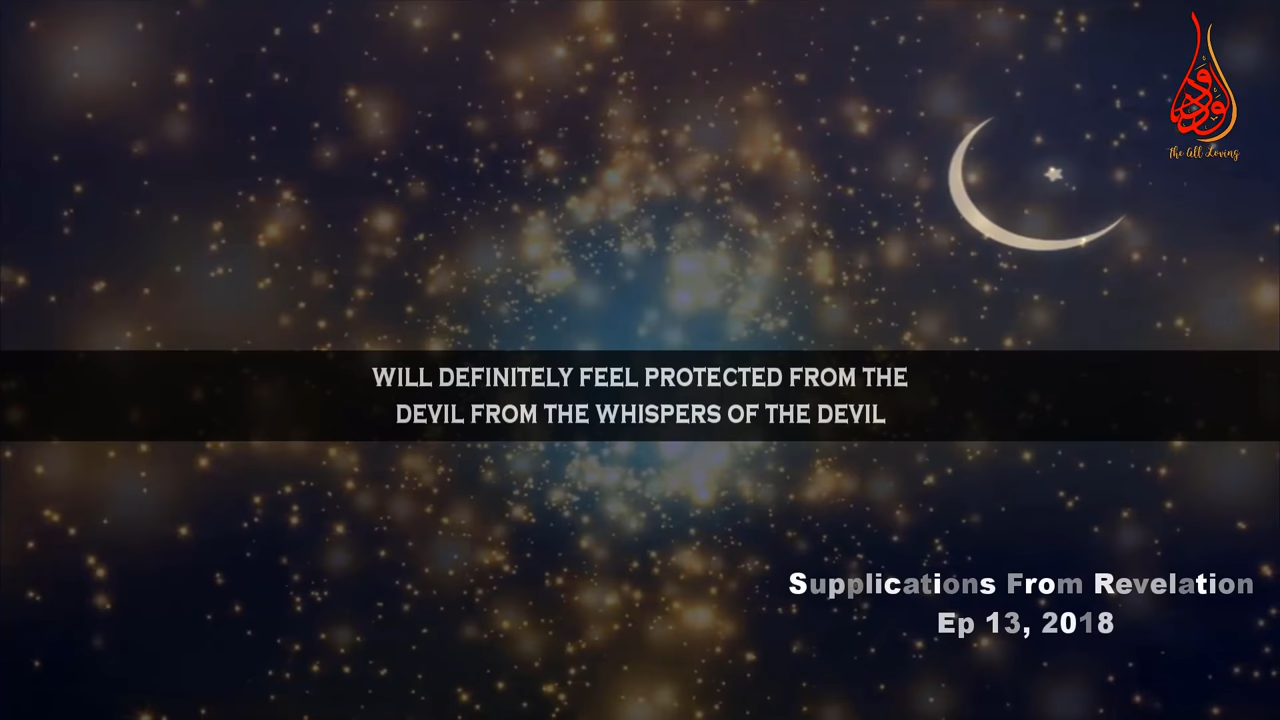 ودود
The All Loving
WILL DEFINITELY FEEL PROTECTED FROM THE
DEVIL FROM THE WHISPERS OF THE DEVIL
Supplications From Revelation
Ep 13, 2018